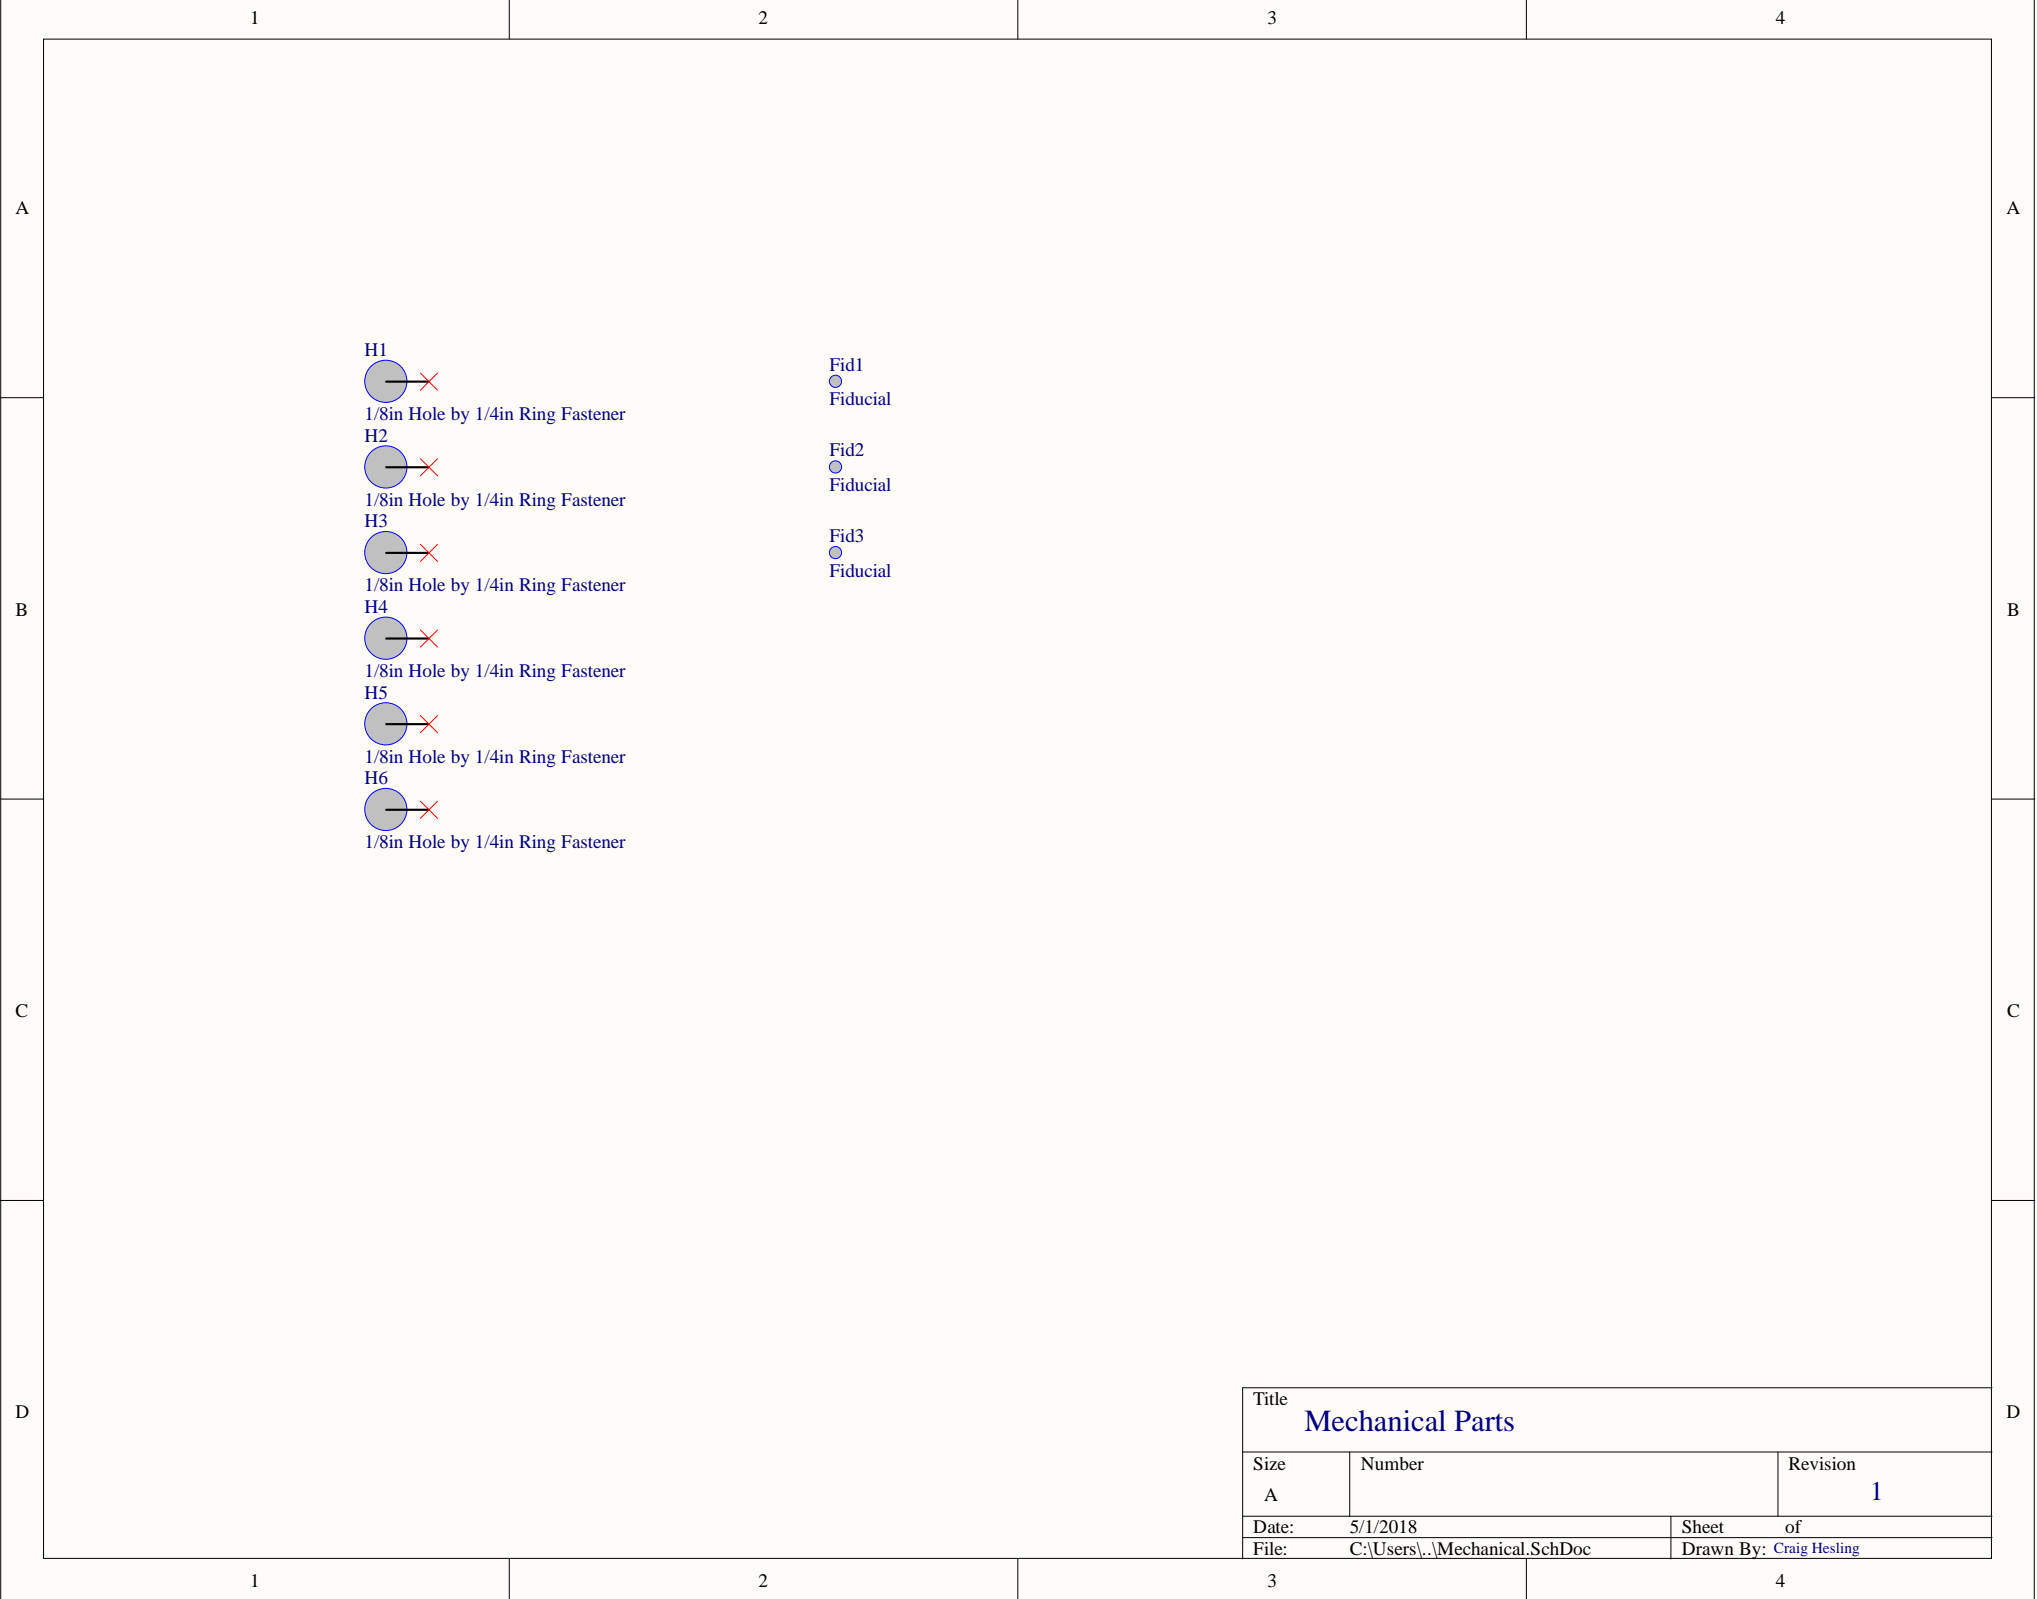 1 2 3 4
A A
H1
1/8in Hole by 1/4in Ring Fastener
Fid1
Fiducial
H2
1/8in Hole by 1/4in Ring Fastener
Fid2
Fiducial
H3
1/8in Hole by 1/4in Ring Fastener
Fid3
Fiducial
B B
H4
1/8in Hole by 1/4in Ring Fastener
H5
1/8in Hole by 1/4in Ring Fastener
H6
1/8in Hole by 1/4in Ring Fastener
C C
D D
Title
Mechanical Parts
Size Number Revision
A 1
Date: 5/1/2018 Sheet of
File: C:\Users\..\Mechanical.SchDoc Drawn By: Craig Hesling
1 2 3 4